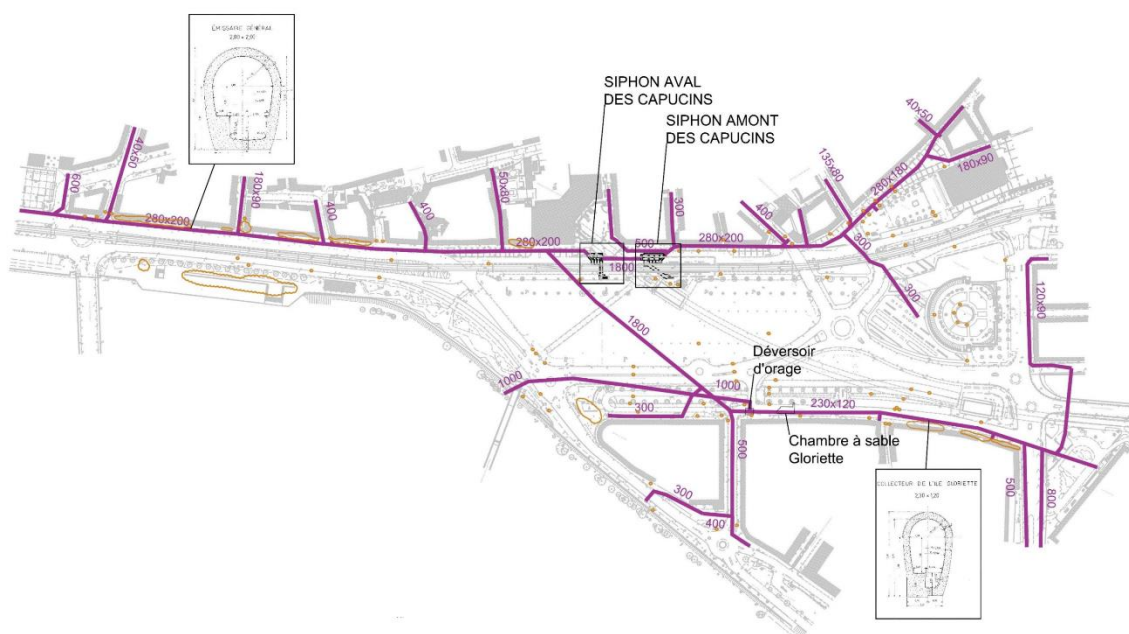 ÉMISSAIRE GÉNÉRAL
SIPHON AVAL
DES CAPUCINS
SIPHON AMONT
DES CAPUCINS
40x50
600
40x50
180x90
400
400
50x80
300
400
135x80
280x180
180x90
280x200
280x200
500
280x200
1800
300
300
120x90
1800
Déversoir
d'orage
1000
1000
300
230x120
Chambre à sable
Gloriette
500
300
400
500
800
COLLECTEUR DE L'ILE GLORIETTE